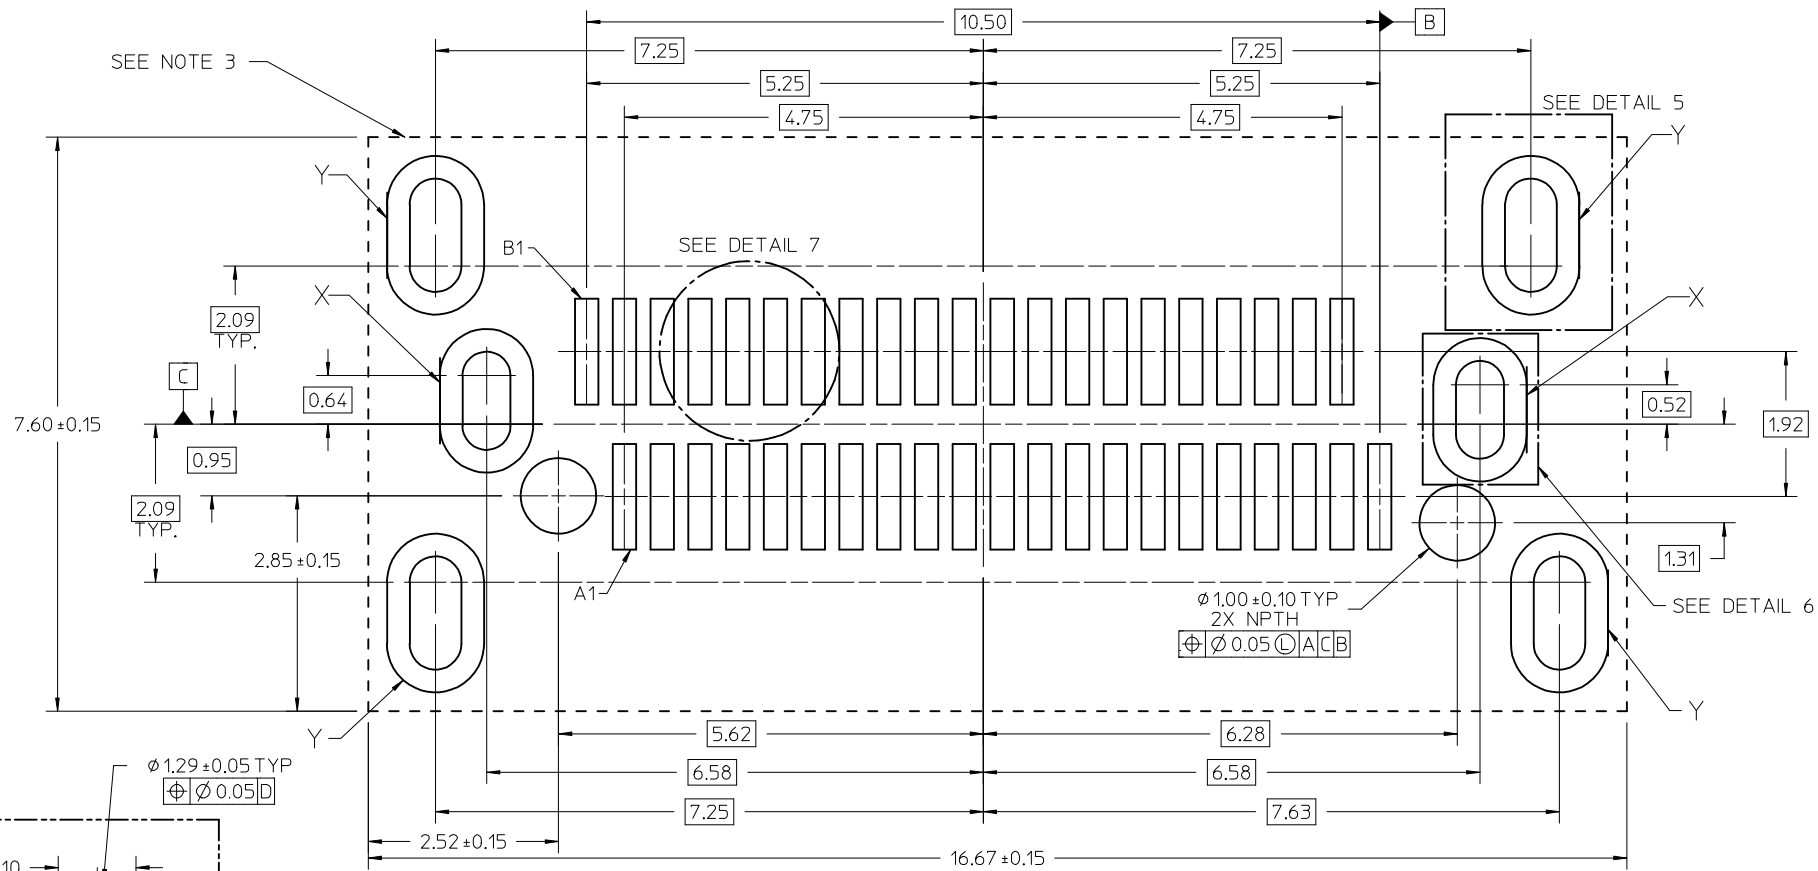 10.50
B
7.25
7.25
SEE NOTE 3
5.25
5.25
SEE DETAIL 5
4.75
4.75
Y
Y
B1
SEE DETAIL 7
X
X
2.09
TYP.
C
0.64
0.52
7.60 ±0.15
1.92
0.95
2.09
TYP.
2.85 ±0.15
1.31
A1
Ø1.00 ±0.10 TYP
2X NPTH
⌖ Ø 0.05 Ⓛ A C B
SEE DETAIL 6
Y
Y
5.62
6.28
Ø1.29 ±0.05 TYP
⌖ Ø 0.05 D
6.58
6.58
7.25
7.63
2.52 ±0.15
16.67 ±0.15